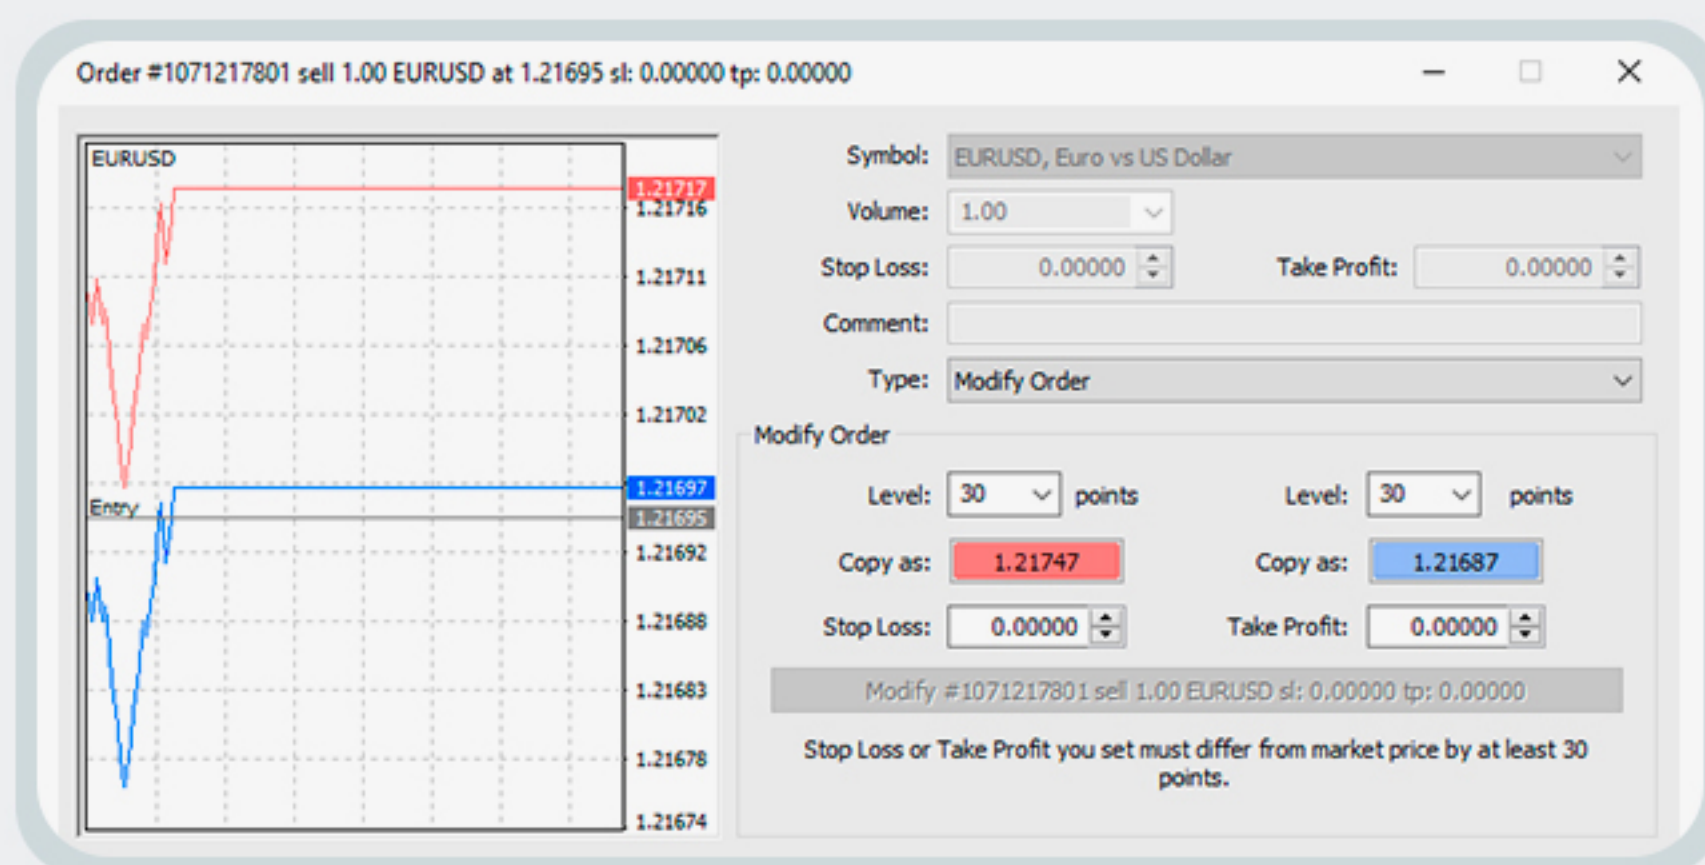 Order #1071217801 sell 1.00 EURUSD at 1.21695 sl: 0.00000 tp: 0.00000
EURUSD
1.21717
1.21716
1.21711
1.21706
1.21702
1.21697
Entry
1.21695
1.21692
1.21688
1.21683
1.21678
1.21674
Symbol: EURUSD, Euro vs US Dollar
Volume: 1.00
Stop Loss: 0.00000 Take Profit: 0.00000
Comment:
Type: Modify Order
Modify Order
Level: 30 points Level: 30 points
Copy as: 1.21747 Copy as: 1.21687
Stop Loss: 0.00000 Take Profit: 0.00000
Modify #1071217801 sell 1.00 EURUSD sl: 0.00000 tp: 0.00000
Stop Loss or Take Profit you set must differ from market price by at least 30
points.